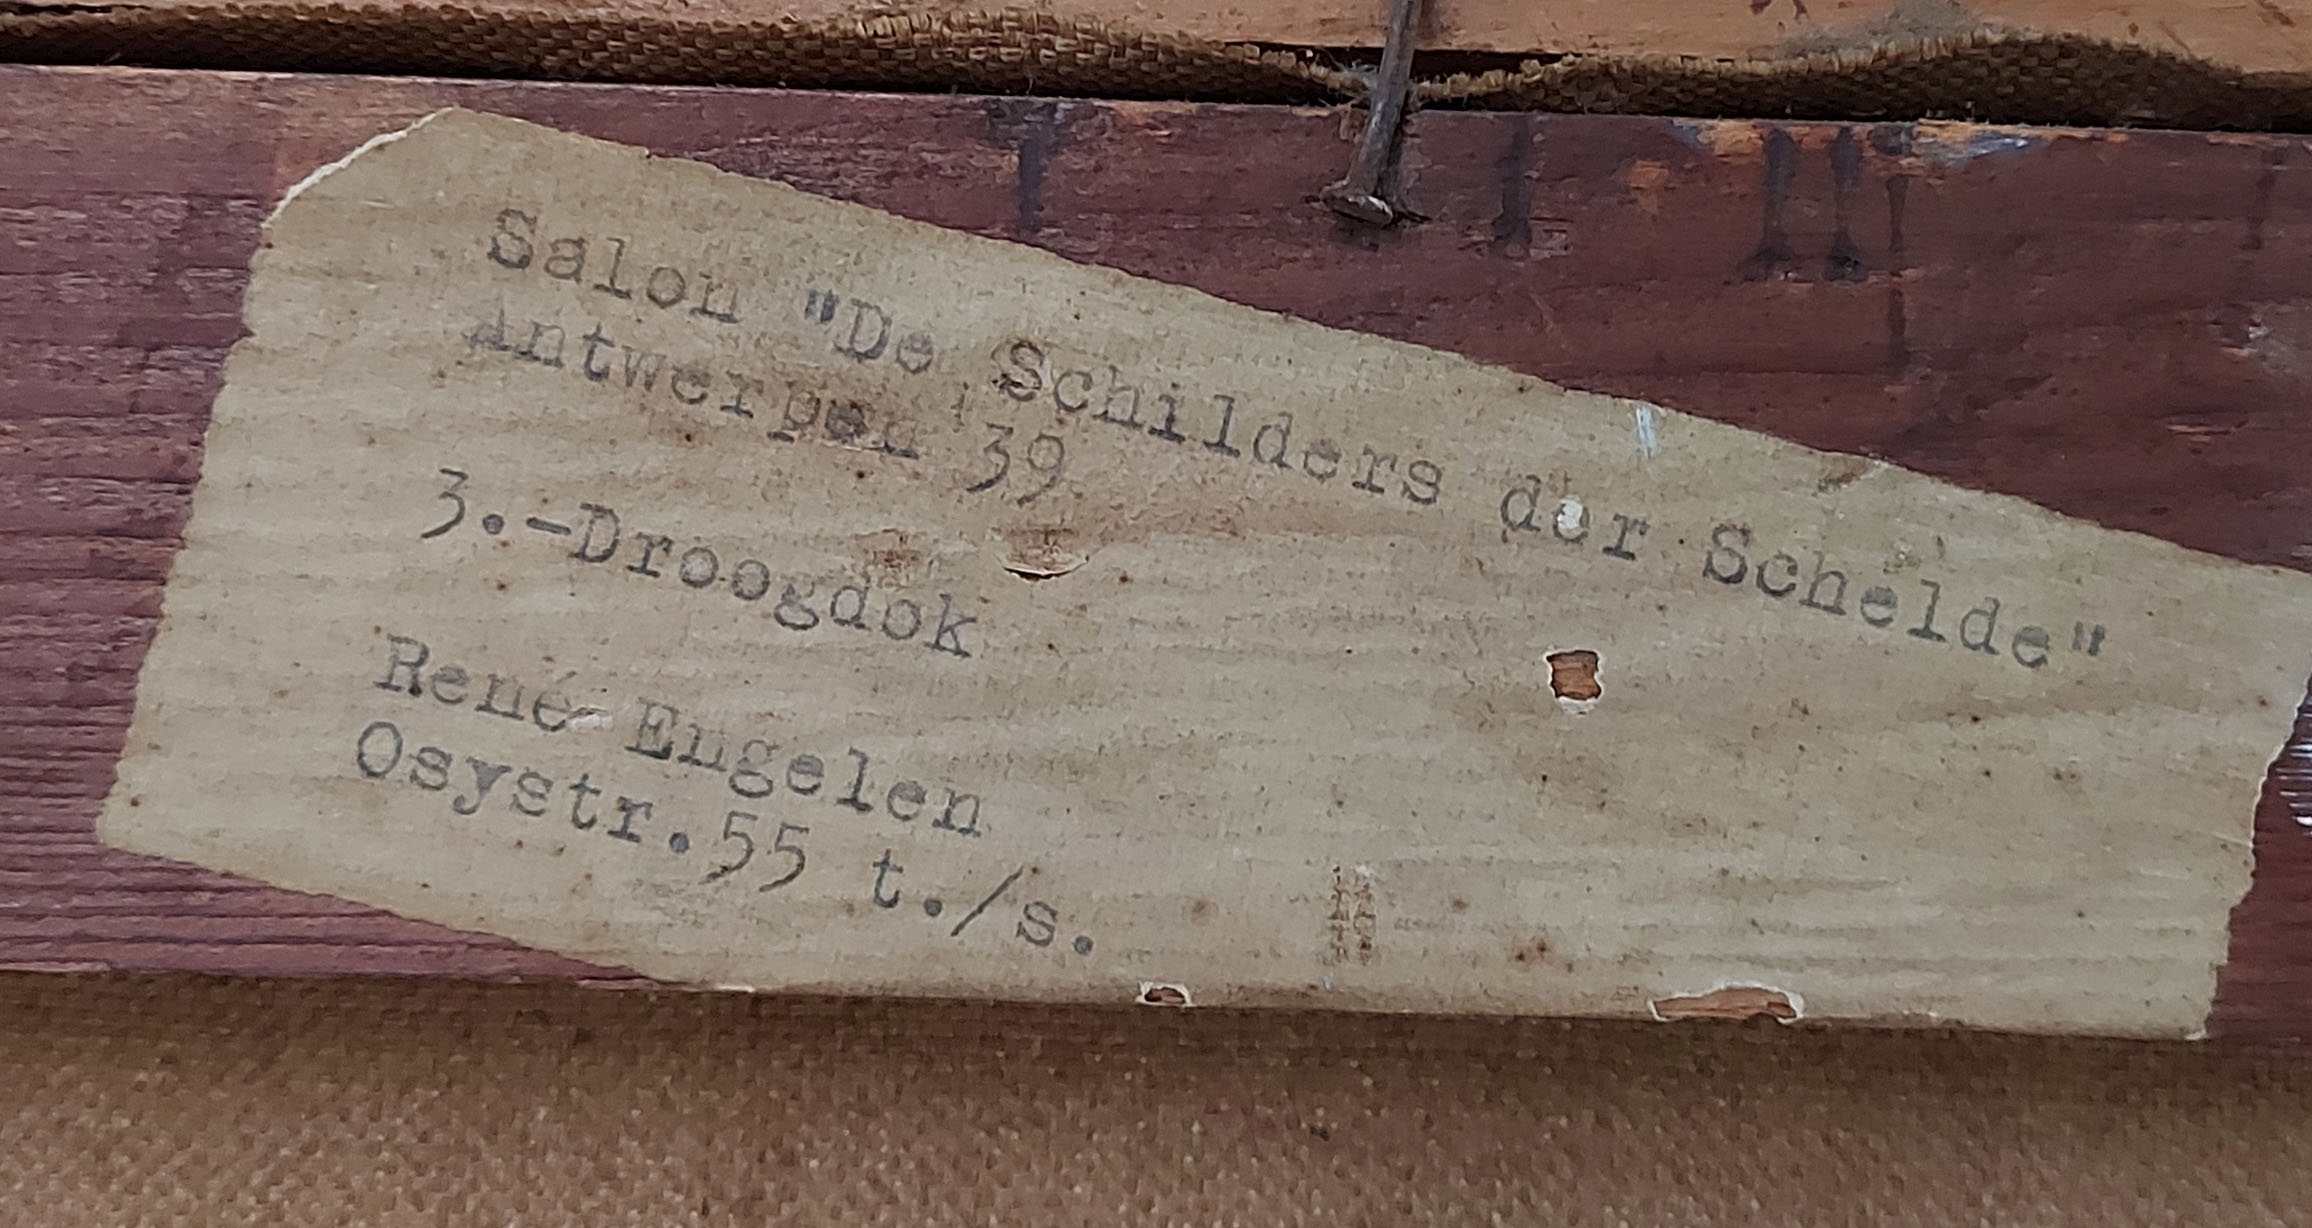 Salon "De Schilders der Schelde"
Antwerpen 39
3.-Droogdok
René Engelen
Osystr.55 t./s.